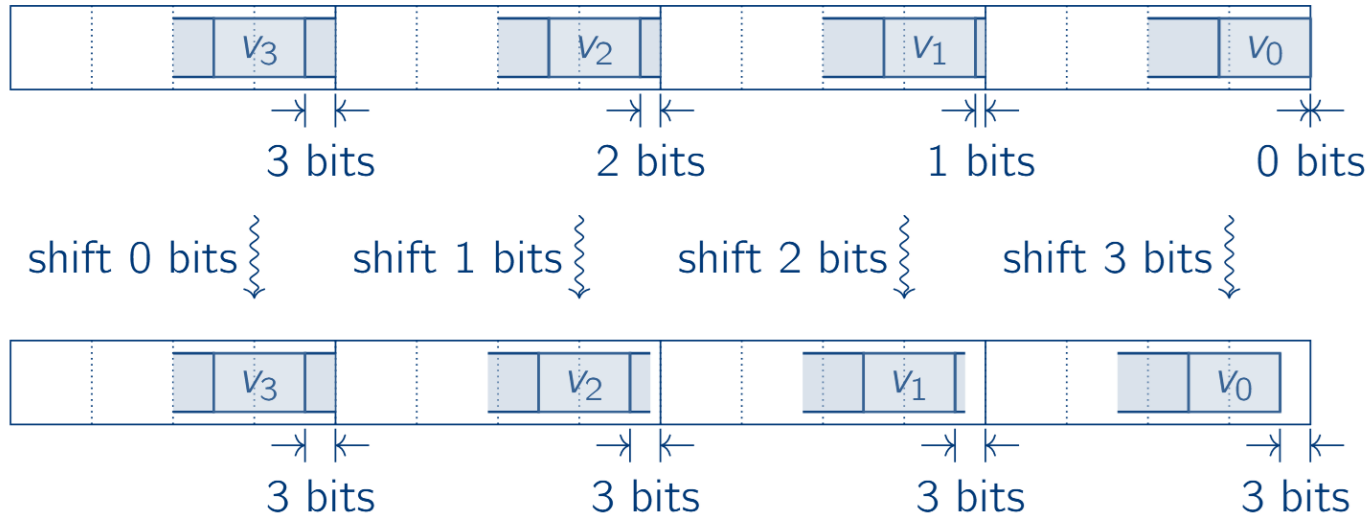 v3 v2 v1 v0
3 bits 2 bits 1 bits 0 bits
shift 0 bits shift 1 bits shift 2 bits shift 3 bits
v3 v2 v1 v0
3 bits 3 bits 3 bits 3 bits